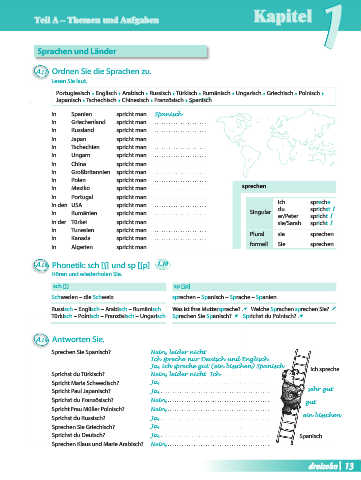 Teil A – Themen und Aufgaben
Kapitel 1
Sprachen und Länder
Ordnen Sie die Sprachen zu.
Lesen Sie laut.
Portugiesisch • Englisch • Arabisch • Russisch • Türkisch • Rumänisch • Ungarisch • Griechisch • Polnisch •
Japanisch • Tschechisch • Chinesisch • Französisch • Spanisch
In Spanien spricht man Spanisch
In Griechenland spricht man
In Russland spricht man
In Japan spricht man
In Tschechien spricht man
In Ungarn spricht man
In China spricht man
In Großbritannien spricht man
In Polen spricht man
In Mexiko spricht man
In Portugal spricht man
In den USA spricht man
In Rumänien spricht man
In der Türkei spricht man
In Tunesien spricht man
In Kanada spricht man
In Algerien spricht man
sprechen
Singular
ich spreche
du sprichst !
er/Peter spricht !
sie/Sarah spricht !
Plural sie sprechen
formell Sie sprechen
Phonetik: sch [ʃ] und sp [ʃp]
Hören und wiederholen Sie.
sch [ʃ]
sp [ʃp]
Schweden – die Schweiz
sprechen – Spanisch – Sprache – Spanien
Russisch – Englisch – Arabisch – Rumänisch
Türkisch – Polnisch – Französisch – Ungarisch
Was ist Ihre Muttersprache? Welche Sprachen sprechen Sie?
Sprechen Sie Spanisch? Sprichst du Polnisch?
Antworten Sie.
Sprechen Sie Spanisch? Nein, leider nicht.
Ich spreche nur Deutsch und Englisch.
Ja, ich spreche gut (ein bisschen) Spanisch.
Sprichst du Türkisch? Nein, leider nicht. Ich
Spricht Marie Schwedisch? Ja,
Spricht Paul Japanisch? Ja,
Sprichst du Französisch? Nein,
Spricht Frau Müller Polnisch? Nein,
Sprichst du Russisch? Ja,
Sprechen Sie Griechisch? Ja,
Sprichst du Deutsch? Ja,
Sprechen Klaus und Marie Arabisch? Nein,
Ich spreche
sehr gut
gut
ein bisschen
Spanisch
dreizehn 13